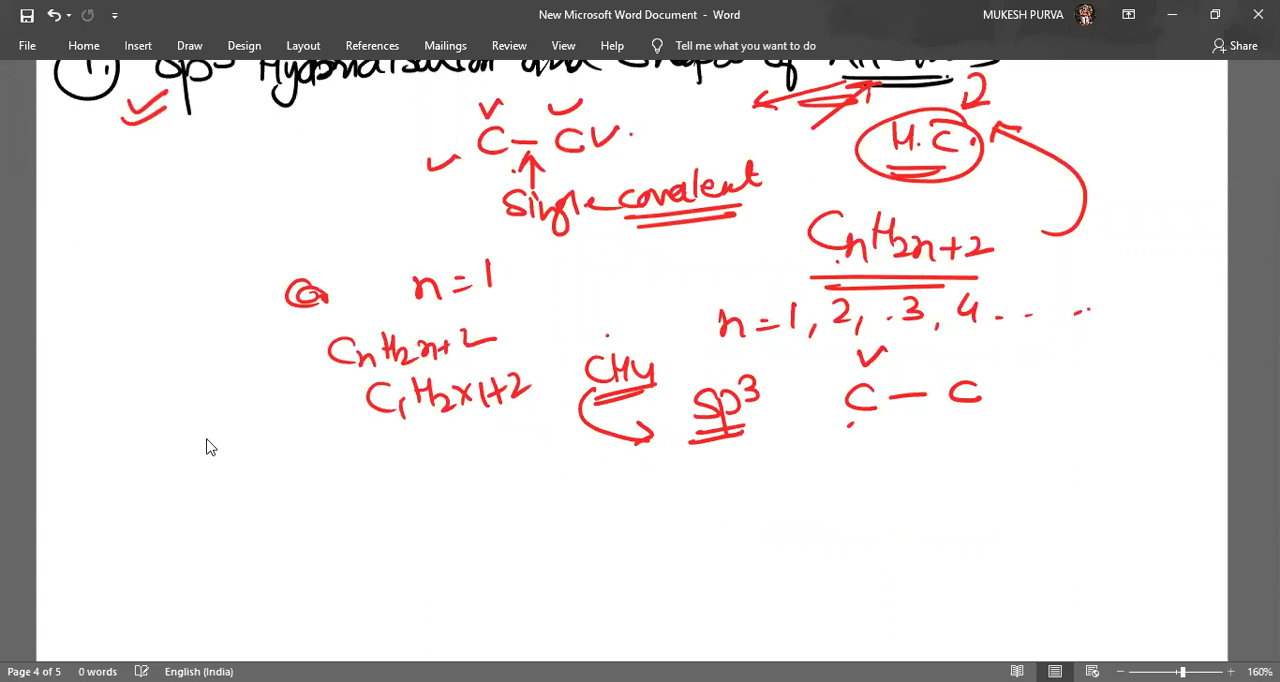 New Microsoft Word Document - Word
MUKESH PURVA
File Home Insert Draw Design Layout References Mailings Review View Help Tell me what you want to do Share
1. sp3 Hybridisation and Shape of
C - C
H.C.
Single covalent
CnH2n+2
n=1
n=1, 2, 3, 4 ....
CnH2n+2
C1H2x1+2
CH4
sp3
C - C
Page 4 of 5 0 words English (India) 160%